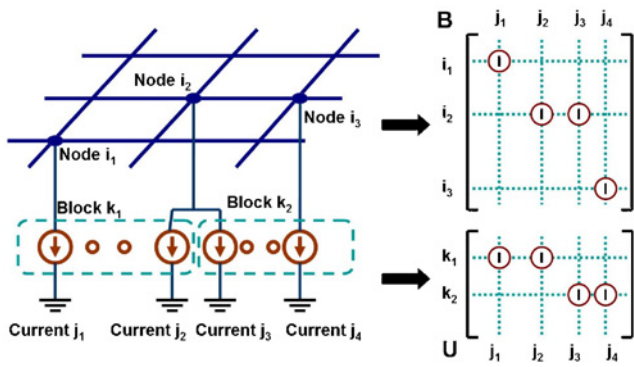 B
j1 j2 j3 j4
Node i2
i1
Node i3
i2
Node i1
i3
Block k1
Block k2
k1
k2
Current j1
Current j2
Current j3
Current j4
U
j1 j2 j3 j4
I
I
I
I
I
I
I
I